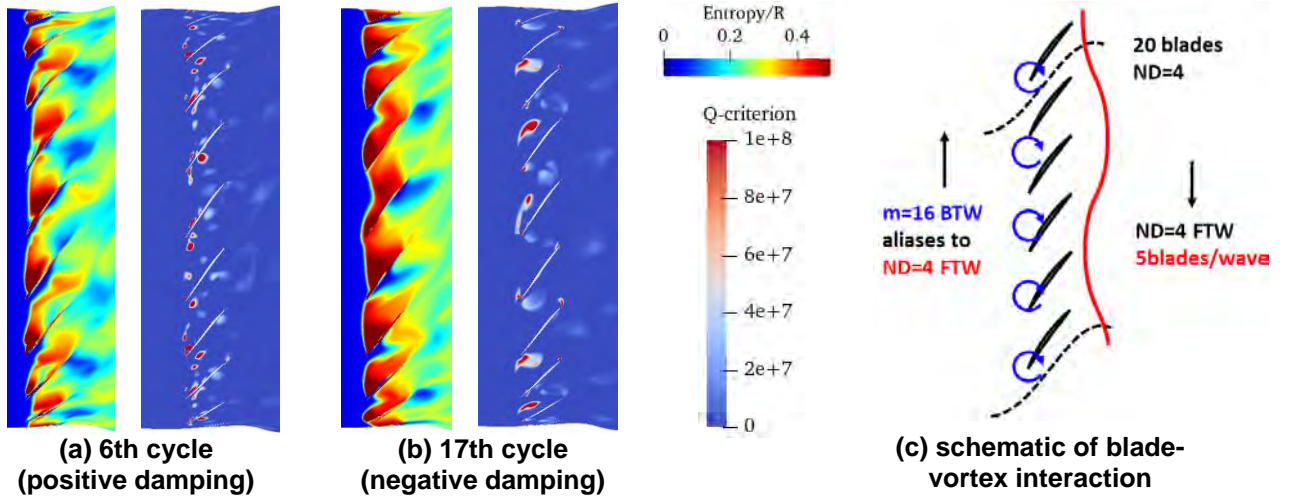 Entropy/R
0 0.2 0.4
Q-criterion
1e+8
8e+7
6e+7
4e+7
2e+7
0
20 blades
ND=4
m=16 BTW
aliases to
ND=4 FTW
ND=4 FTW
5blades/wave
(a) 6th cycle
(positive damping)
(b) 17th cycle
(negative damping)
(c) schematic of blade-
vortex interaction